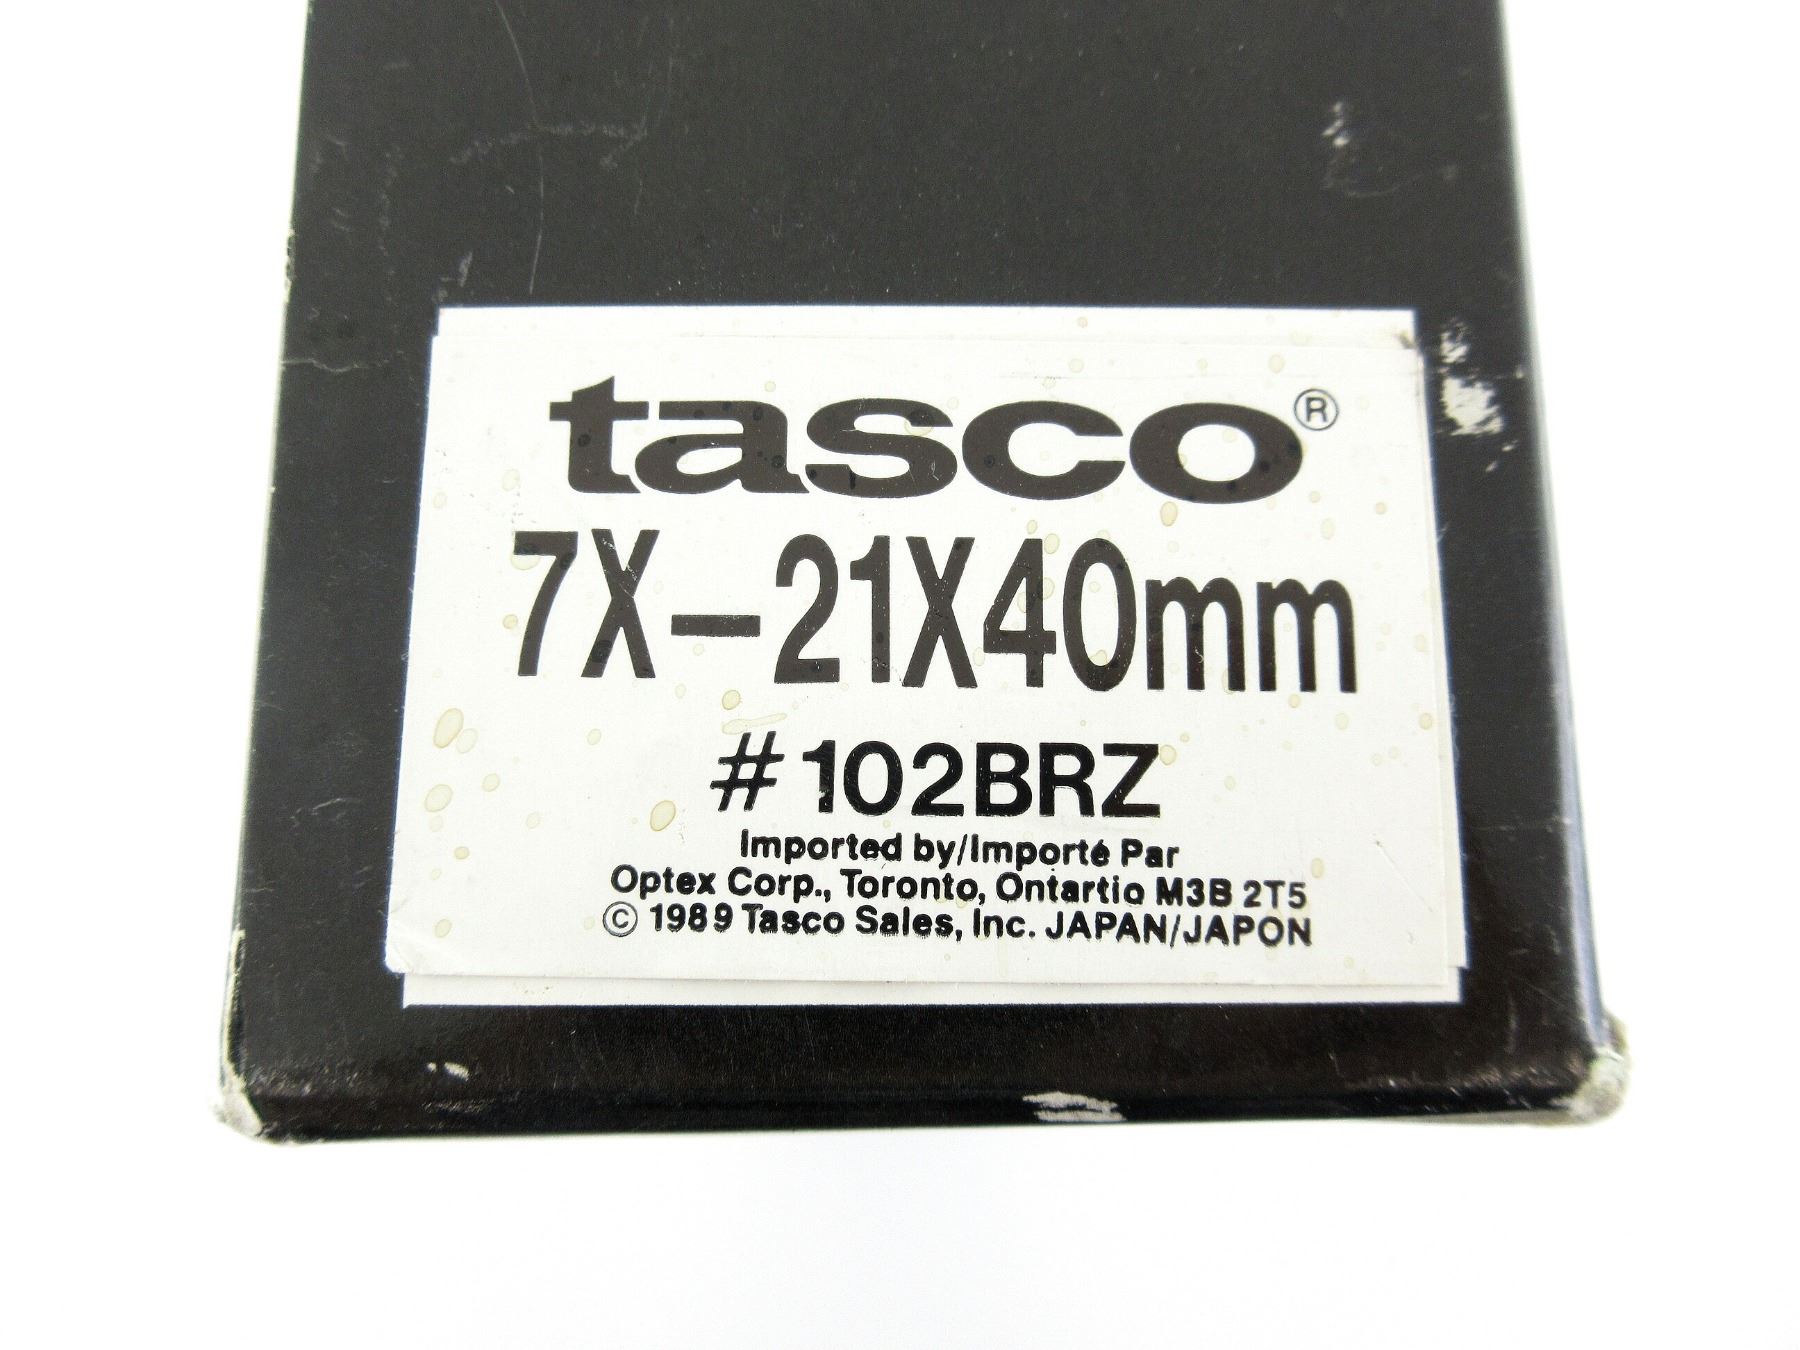 tasco®
7X-21X40mm
#102BRZ
Imported by/Importé Par
Optex Corp., Toronto, Ontartio M3B 2T5
© 1989 Tasco Sales, Inc. JAPAN/JAPON